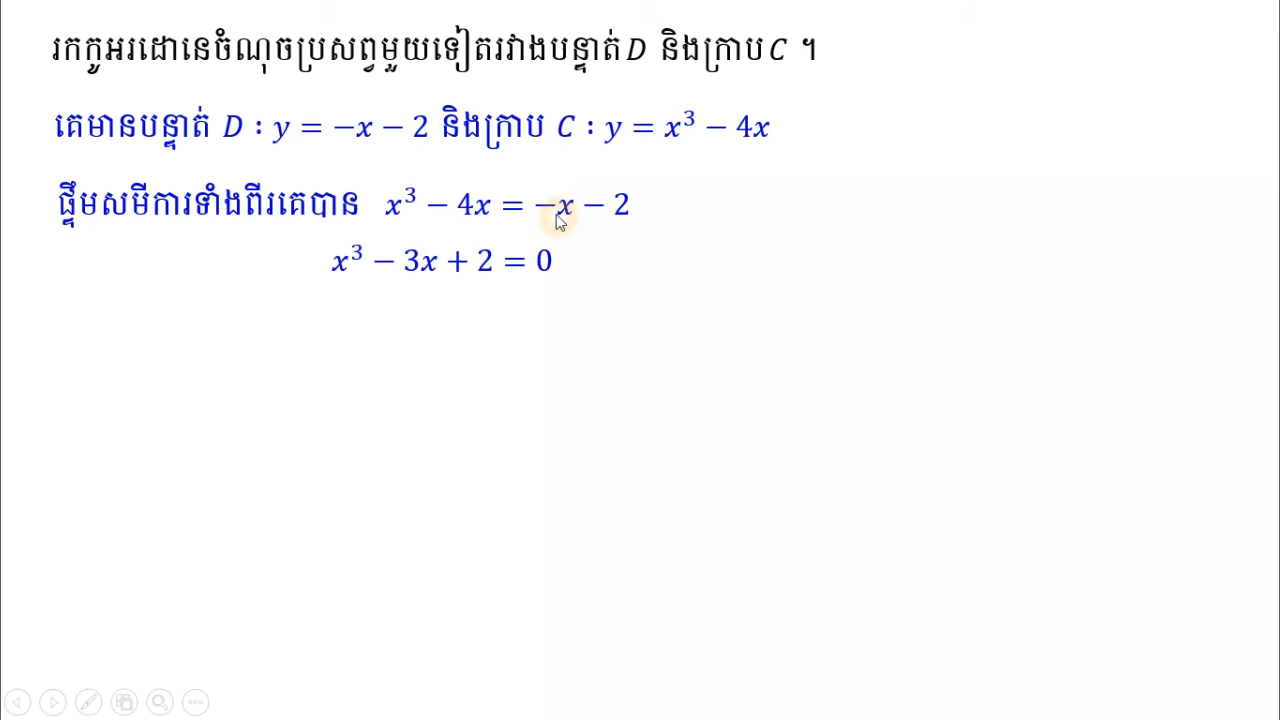 រកកូអរដោនេចំណុចប្រសព្វមួយទៀតរវាងបន្ទាត់ D និងក្រាប C ។
គេមានបន្ទាត់ D : y = −x − 2 និងក្រាប C : y = x³ − 4x
ផ្ទឹមសមីការទាំងពីរគេបាន x³ − 4x = −x − 2
x³ − 3x + 2 = 0